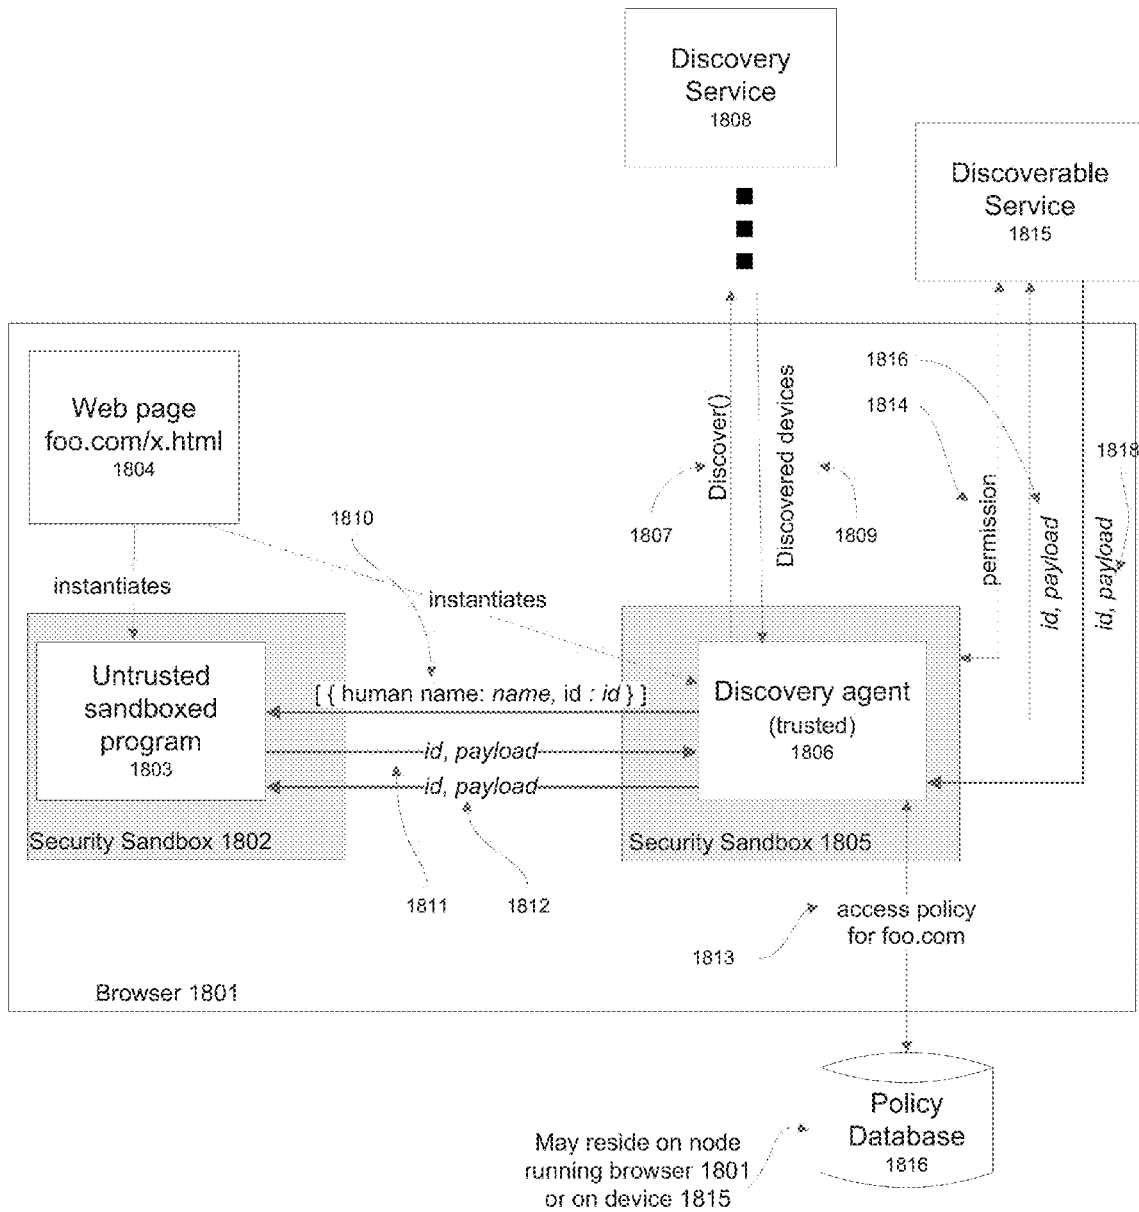 Discovery
Service
1808
Discoverable
Service
1815
Web page
foo.com/x.html
1804
1816
1814
1818
1810
1807
1809
Discover()
Discovered devices
permission
id, payload
id, payload
instantiates
instantiates
Untrusted
sandboxed
program
1803
[ { human name: name, id : id } ]
id, payload
id, payload
Discovery agent
(trusted)
1806
Security Sandbox 1802
Security Sandbox 1805
1811
1812
1813
access policy
for foo.com
Browser 1801
Policy
Database
1816
May reside on node
running browser 1801
or on device 1815